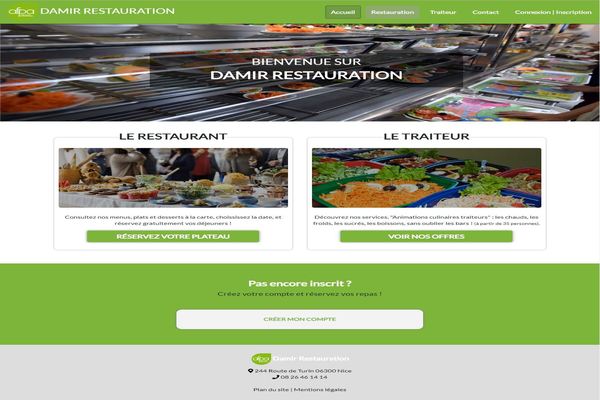 afpa DAMIR RESTAURATION Accueil Restauration Traiteur Contact Connexion | Inscription
BIENVENUE SUR
DAMIR RESTAURATION
LE RESTAURANT
Consultez nos menus, plats et desserts à la carte, choississez la date, et
réservez gratuitement vos déjeuners !
RÉSERVEZ VOTRE PLATEAU
LE TRAITEUR
Découvrez nos services, "Animations culinaires traiteurs" : les chauds, les
froids, les sucrés, les boissons, sans oublier les bars ! (à partir de 35 personnes).
VOIR NOS OFFRES
Pas encore inscrit ?
Créez votre compte et réservez vos repas !
CRÉER MON COMPTE
afpa Damir Restauration
244 Route de Turin 06300 Nice
08 26 46 14 14
Plan du site | Mentions légales